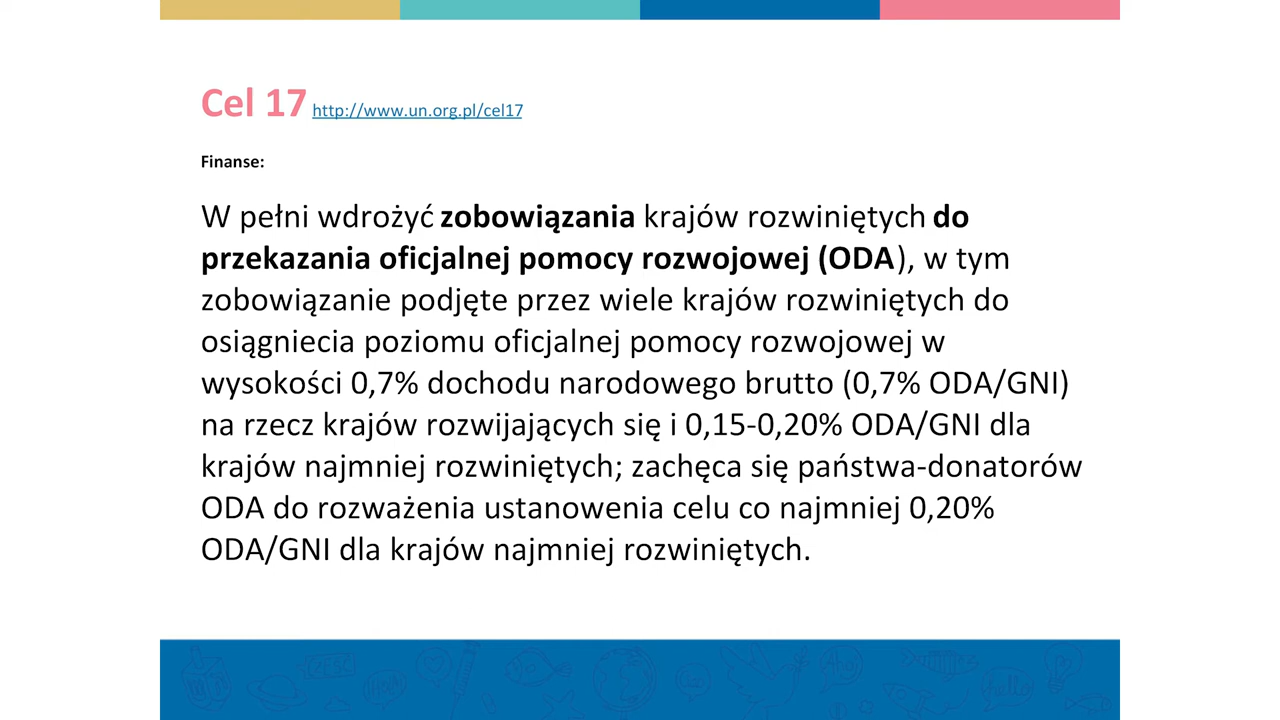 Cel 17 http://www.un.org.pl/cel17
Finanse:
W pełni wdrożyć zobowiązania krajów rozwiniętych do
przekazania oficjalnej pomocy rozwojowej (ODA), w tym
zobowiązanie podjęte przez wiele krajów rozwiniętych do
osiągniecia poziomu oficjalnej pomocy rozwojowej w
wysokości 0,7% dochodu narodowego brutto (0,7% ODA/GNI)
na rzecz krajów rozwijających się i 0,15-0,20% ODA/GNI dla
krajów najmniej rozwiniętych; zachęca się państwa-donatorów
ODA do rozważenia ustanowenia celu co najmniej 0,20%
ODA/GNI dla krajów najmniej rozwiniętych.
hello